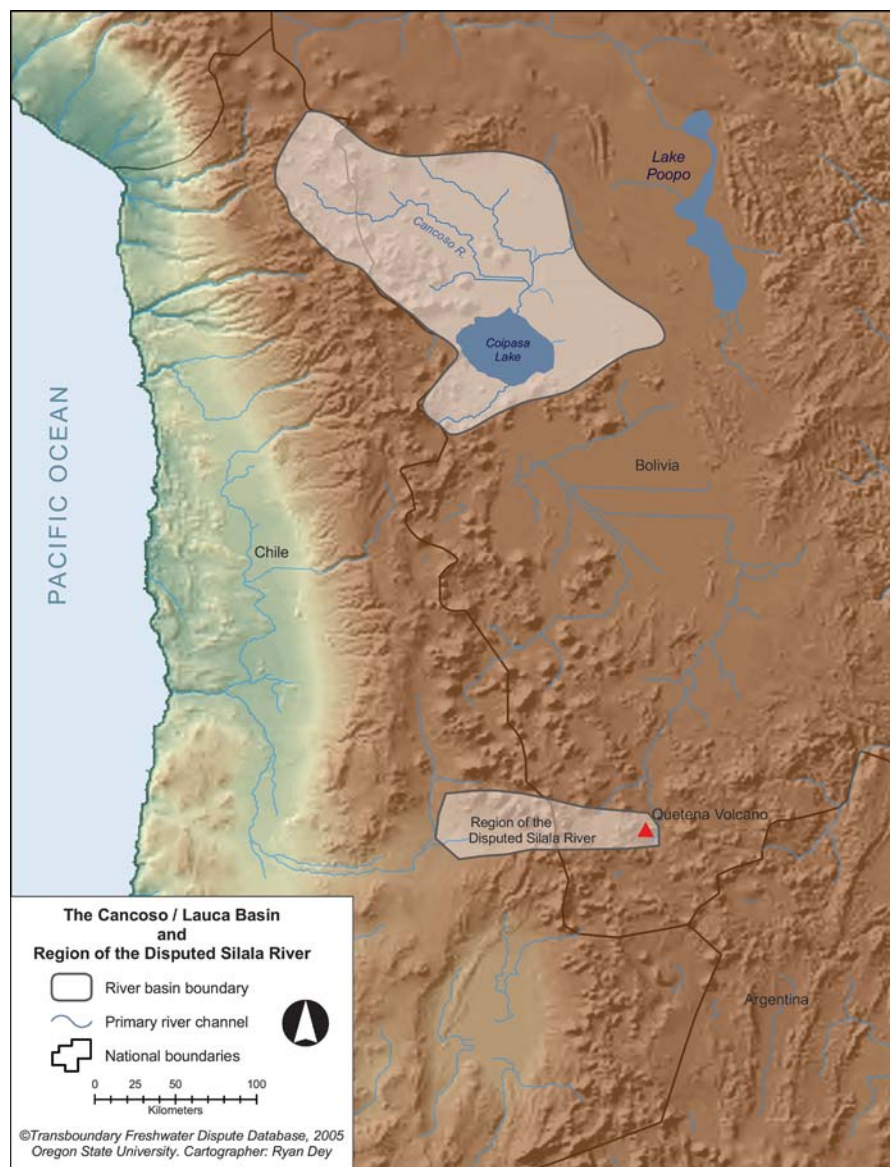 Lake
Poopo
Cancoso R.
Coipasa
Lake
PACIFIC OCEAN
Bolivia
Chile
Quetena Volcano
Region of the
Disputed Silala River
Argentina
The Cancoso / Lauca Basin
and
Region of the Disputed Silala River
River basin boundary
Primary river channel
National boundaries
0 25 50 100
Kilometers
©Transboundary Freshwater Dispute Database, 2005
Oregon State University. Cartographer: Ryan Dey